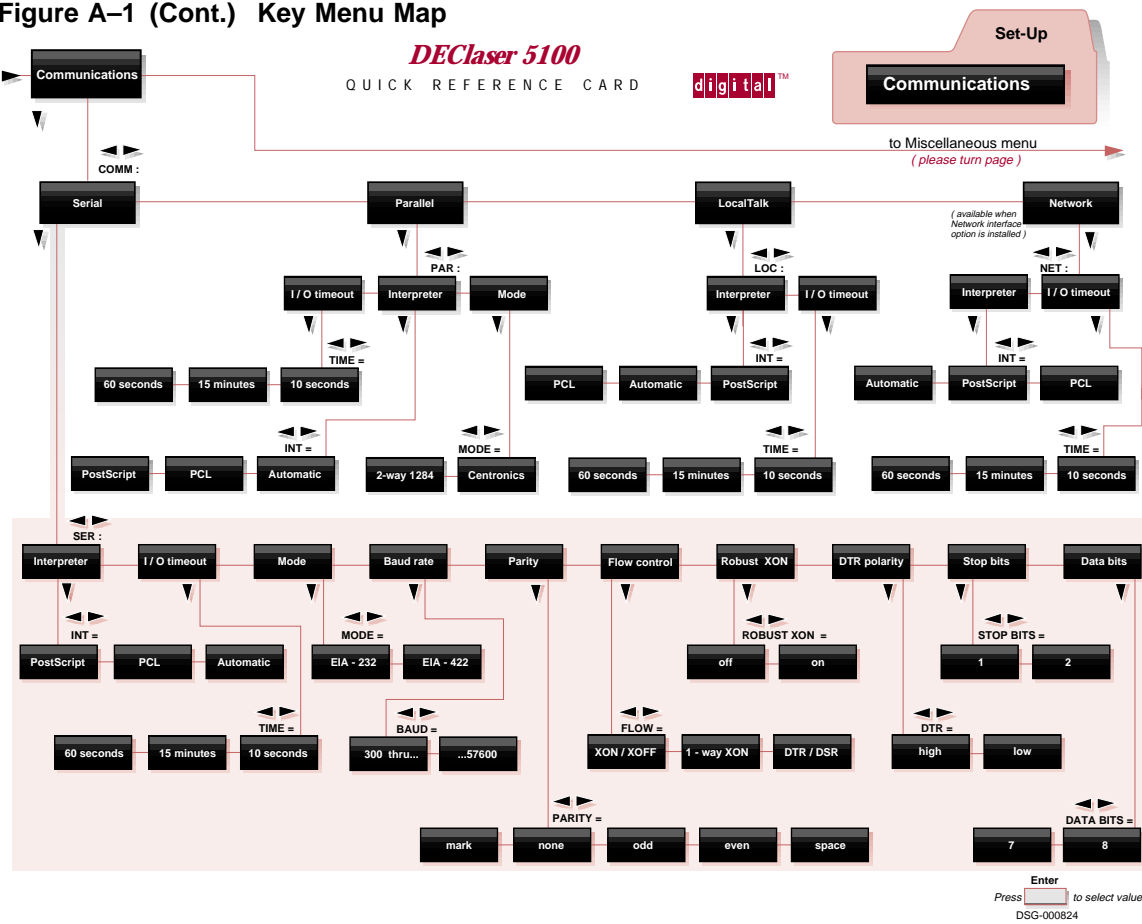 Figure A–1 (Cont.) Key Menu Map
DEClaser 5100
QUICK REFERENCE CARD
digital™
Set-Up
Communications
Communications
to Miscellaneous menu
( please turn page )
COMM :
Serial
Parallel
LocalTalk
Network
( available when
Network interface
option is installed )
PAR :
LOC :
NET :
I / O timeout
Interpreter
Mode
Interpreter
I / O timeout
Interpreter
I / O timeout
TIME =
INT =
INT =
60 seconds
15 minutes
10 seconds
PCL
Automatic
PostScript
Automatic
PostScript
PCL
INT =
MODE =
TIME =
TIME =
PostScript
PCL
Automatic
2-way 1284
Centronics
60 seconds
15 minutes
10 seconds
60 seconds
15 minutes
10 seconds
SER :
Interpreter
I / O timeout
Mode
Baud rate
Parity
Flow control
Robust XON
DTR polarity
Stop bits
Data bits
INT =
MODE =
ROBUST XON =
STOP BITS =
PostScript
PCL
Automatic
EIA - 232
EIA - 422
off
on
1
2
TIME =
BAUD =
FLOW =
DTR =
60 seconds
15 minutes
10 seconds
300 thru...
...57600
XON / XOFF
1 - way XON
DTR / DSR
high
low
PARITY =
DATA BITS =
mark
none
odd
even
space
7
8
Enter
Press to select value
DSG-000824